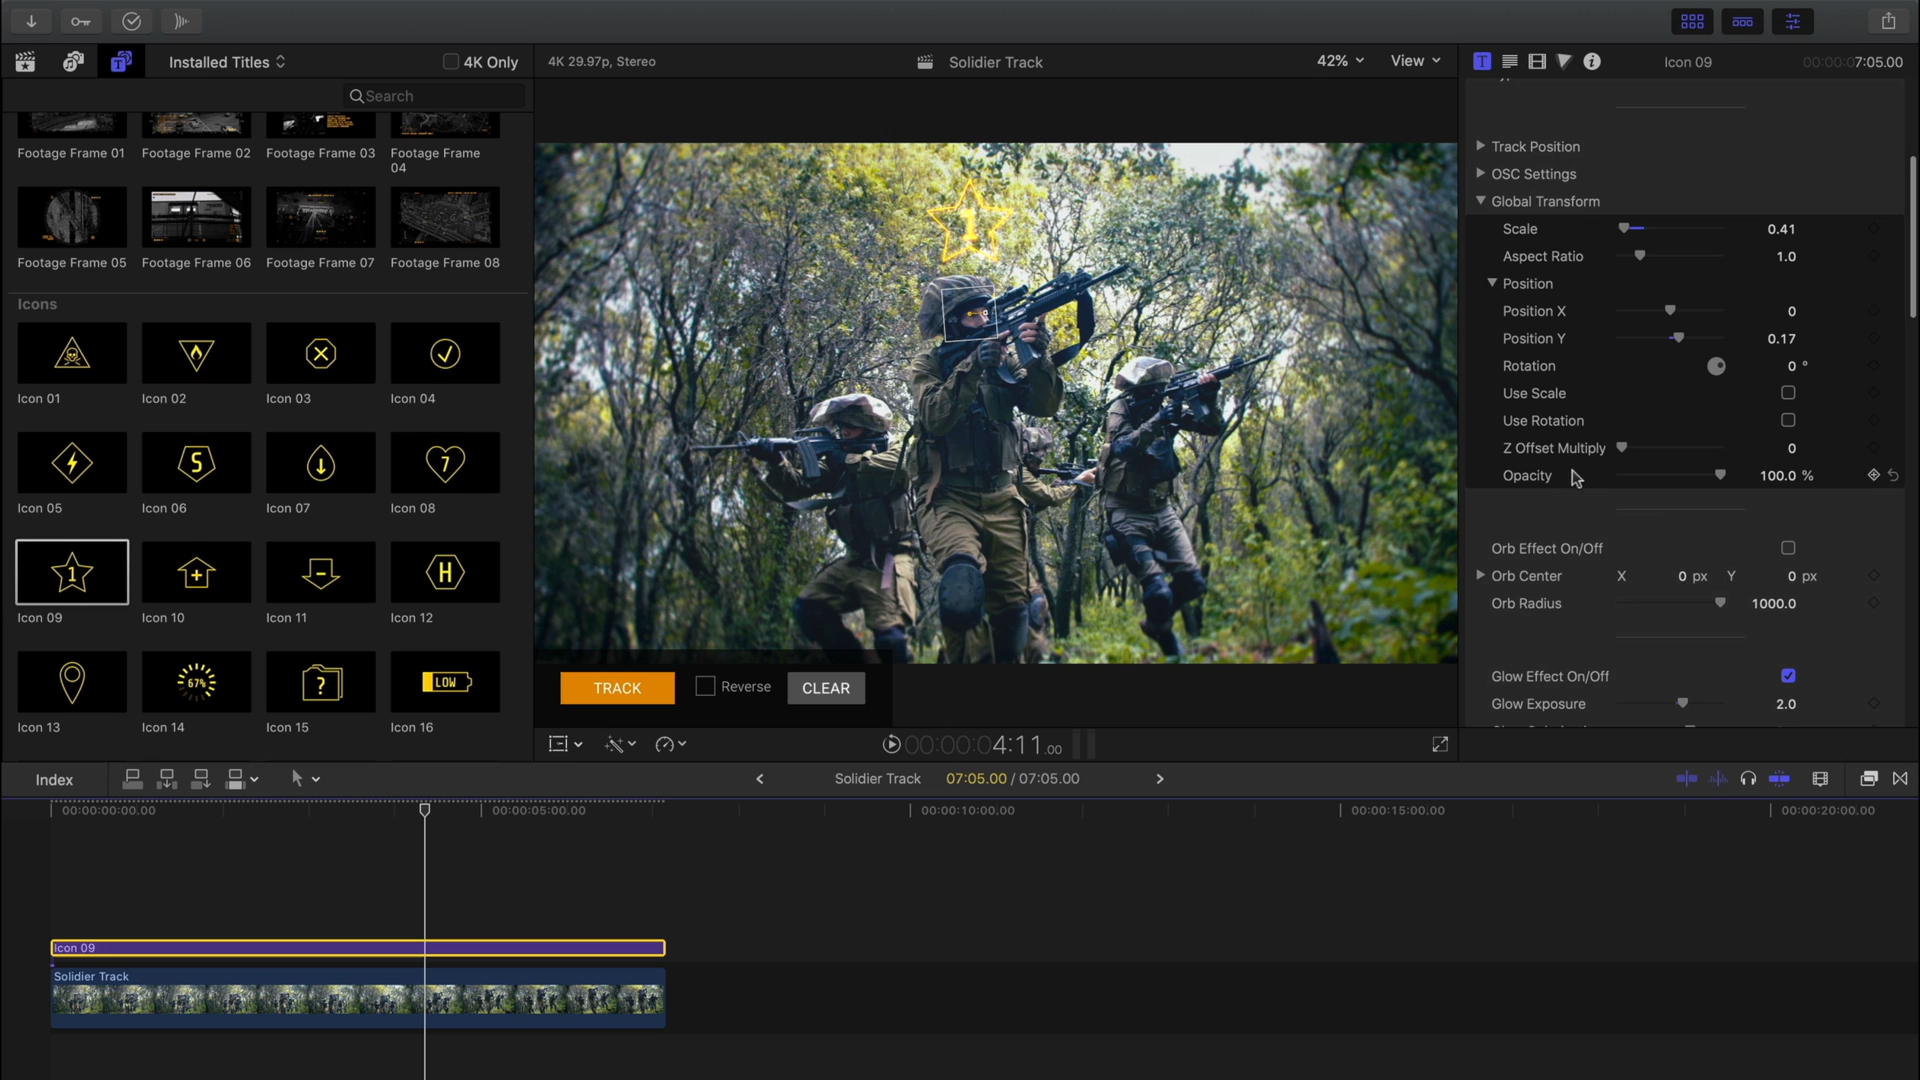 Installed Titles
4K Only
4K 29.97p, Stereo
Solidier Track
42%
View
T
Icon 09
00:00:07:05.00
Search
Footage Frame 01
Footage Frame 02
Footage Frame 03
Footage Frame 04
Footage Frame 05
Footage Frame 06
Footage Frame 07
Footage Frame 08
Icons
Icon 01
Icon 02
Icon 03
Icon 04
5
7
Icon 05
Icon 06
Icon 07
Icon 08
1
H
Icon 09
Icon 10
Icon 11
Icon 12
67%
?
LOW
Icon 13
Icon 14
Icon 15
Icon 16
1
TRACK
Reverse
CLEAR
00:00:04:11.00
Track Position
OSC Settings
Global Transform
Scale 0.41
Aspect Ratio 1.0
Position
Position X 0
Position Y 0.17
Rotation 0 °
Use Scale
Use Rotation
Z Offset Multiply 0
Opacity 100.0 %
Orb Effect On/Off
Orb Center X 0 px Y 0 px
Orb Radius 1000.0
Glow Effect On/Off
Glow Exposure 2.0
Index
Solidier Track 07:05.00 / 07:05.00
00:00:00:00.00
00:00:05:00.00
00:00:10:00.00
00:00:15:00.00
00:00:20:00.00
Icon 09
Solidier Track